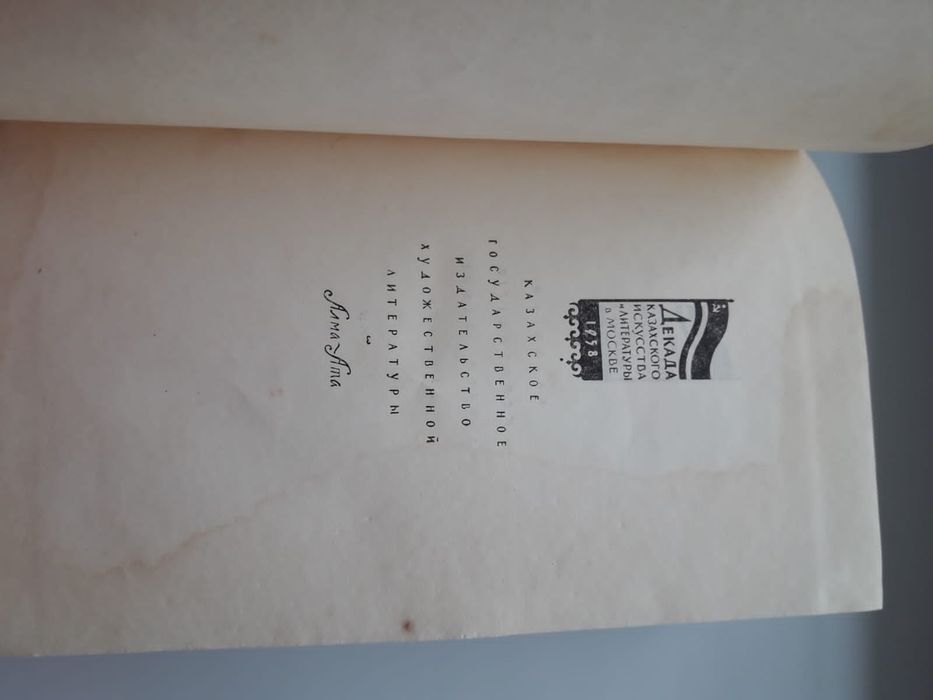 ДЕКАДА
КАЗАХСКОГО
ИСКУССТВА
и ЛИТЕРАТУРЫ
в МОСКВЕ
1958
КАЗАХСКОЕ
ГОСУДАРСТВЕННОЕ
ИЗДАТЕЛЬСТВО
ХУДОЖЕСТВЕННОЙ
ЛИТЕРАТУРЫ
Алма-Ата